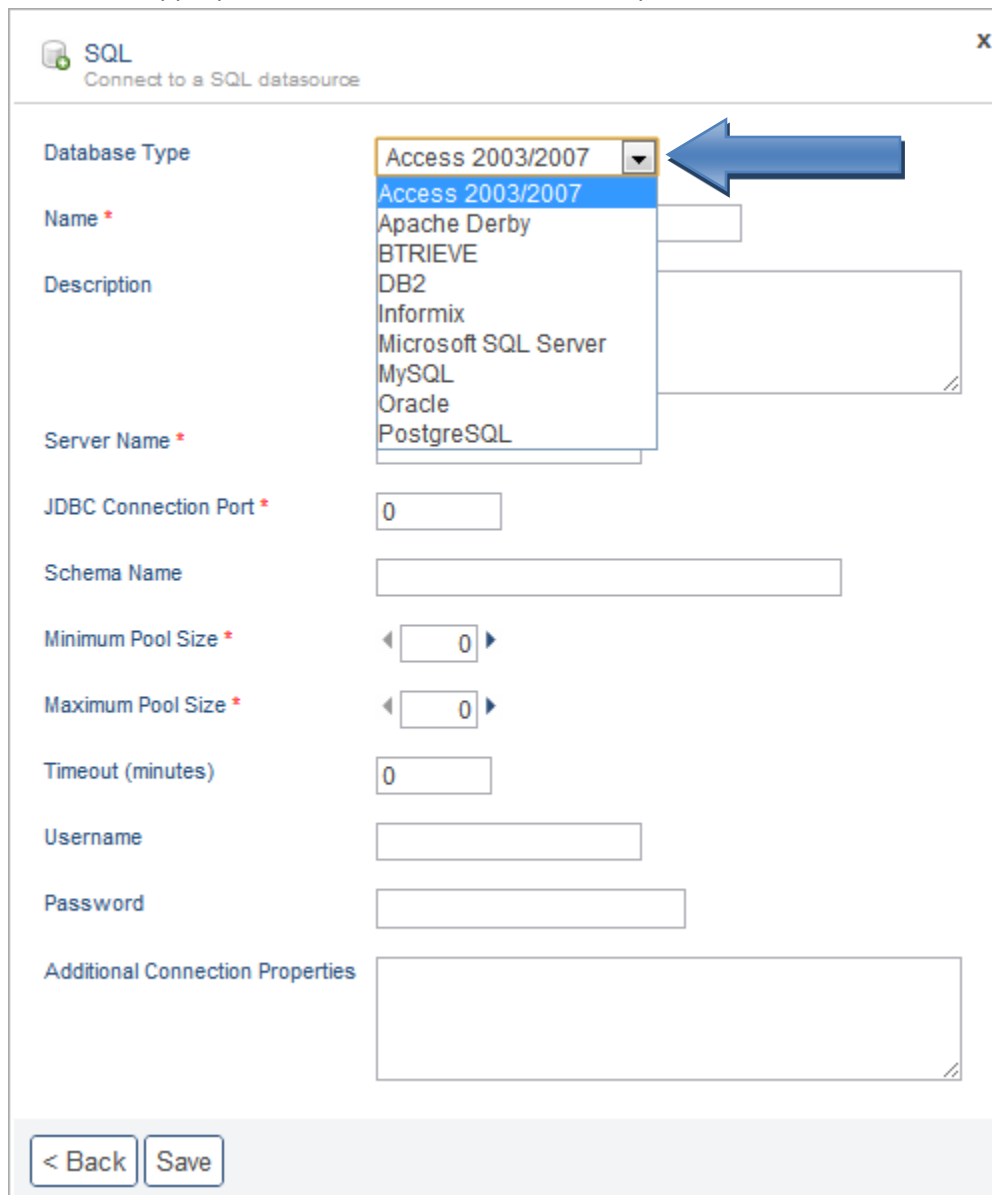 SQL
x
Connect to a SQL datasource
Database Type
Access 2003/2007
Access 2003/2007
Apache Derby
BTRIEVE
DB2
Informix
Microsoft SQL Server
MySQL
Oracle
PostgreSQL
Name *
Description
Server Name *
JDBC Connection Port *
0
Schema Name
Minimum Pool Size *
0
Maximum Pool Size *
0
Timeout (minutes)
0
Username
Password
Additional Connection Properties
< Back
Save